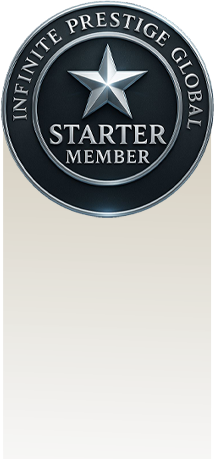 INFINITE PRESTIGE GLOBAL
STARTER
MEMBER